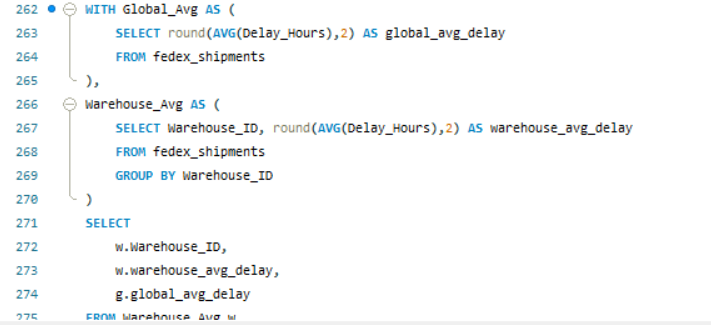 262 WITH Global_Avg AS (
263 SELECT round(AVG(Delay_Hours),2) AS global_avg_delay
264 FROM fedex_shipments
265 ),
266 Warehouse_Avg AS (
267 SELECT Warehouse_ID, round(AVG(Delay_Hours),2) AS warehouse_avg_delay
268 FROM fedex_shipments
269 GROUP BY Warehouse_ID
270 )
271 SELECT
272 w.Warehouse_ID,
273 w.warehouse_avg_delay,
274 g.global_avg_delay
275 FROM Warehouse_Avg w